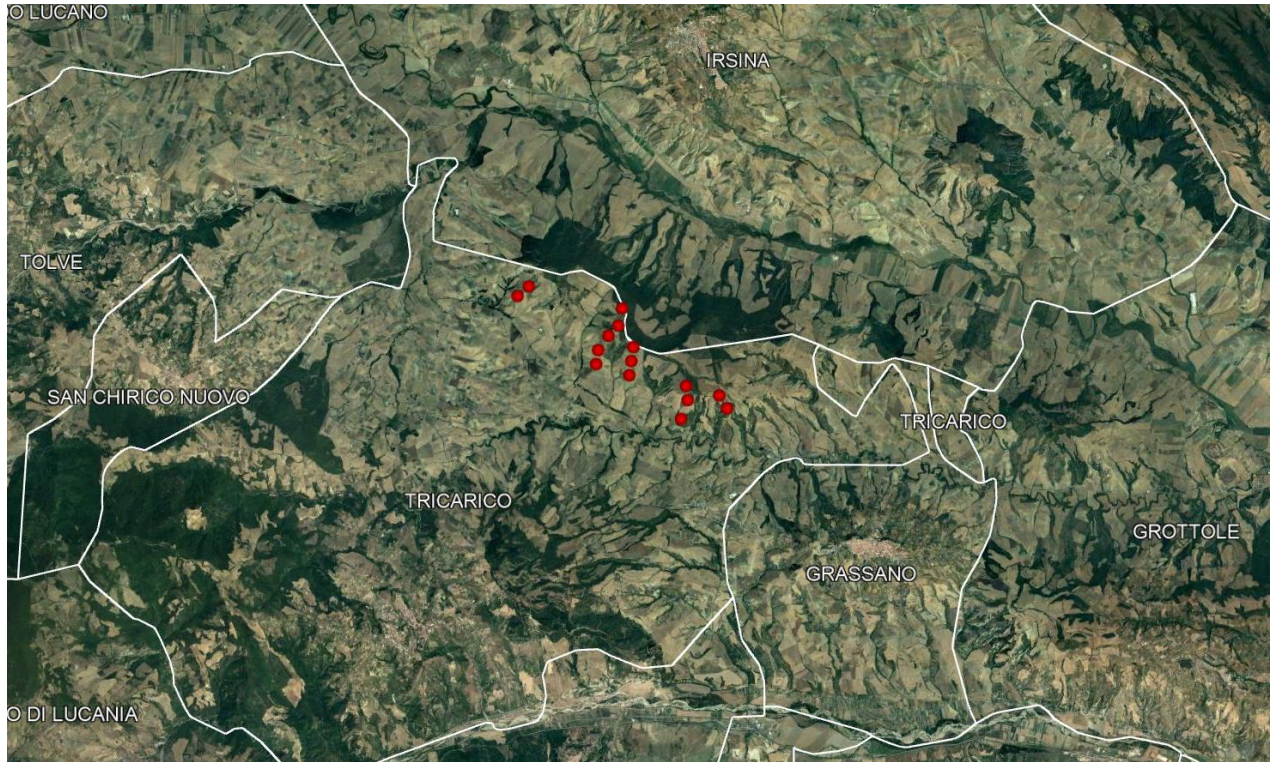 O LUCANO
IRSINA
TOLVE
SAN CHIRICO NUOVO
TRICARICO
TRICARICO
GROTTOLE
GRASSANO
O DI LUCANIA